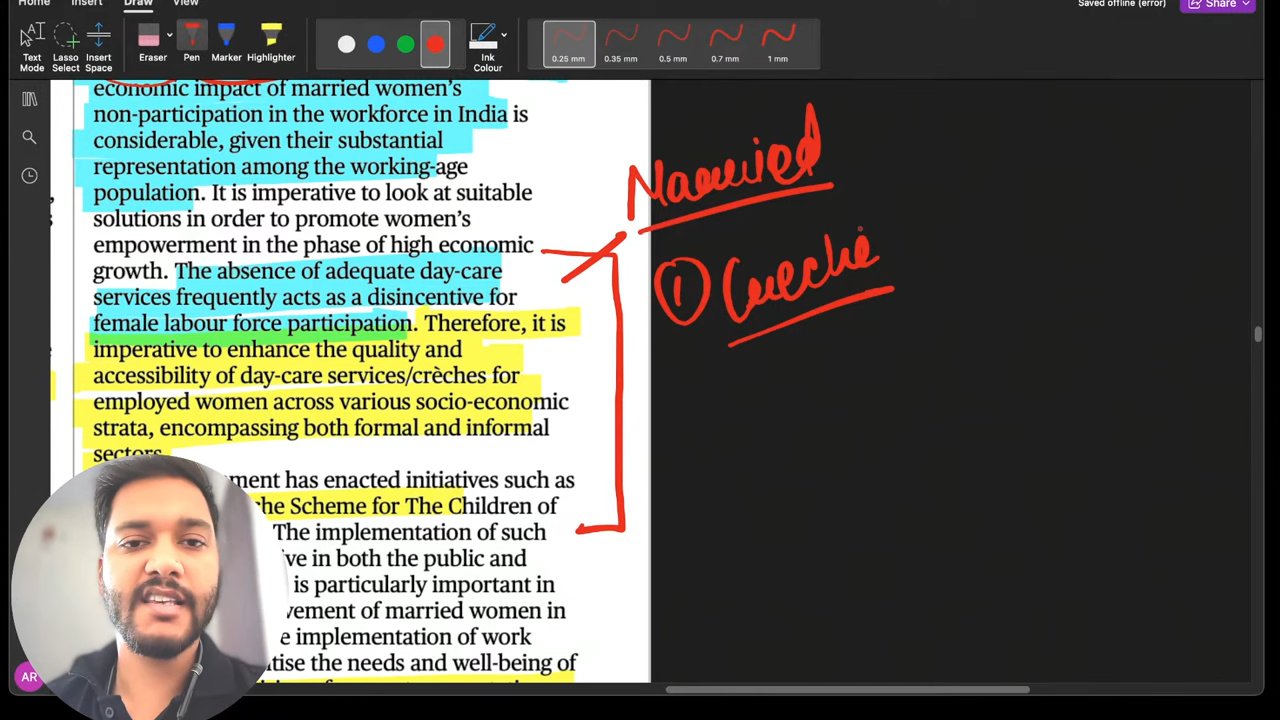 Home Insert Draw View
Saved offline (error)
Share
Text Mode
Lasso Select
Insert Space
Eraser
Pen
Marker
Highlighter
Ink Colour
0.25 mm
0.35 mm
0.5 mm
0.7 mm
1 mm
economic impact of married women's
non-participation in the workforce in India is
considerable, given their substantial
representation among the working-age
population. It is imperative to look at suitable
solutions in order to promote women's
empowerment in the phase of high economic
growth. The absence of adequate day-care
services frequently acts as a disincentive for
female labour force participation. Therefore, it is
imperative to enhance the quality and
accessibility of day-care services/crèches for
employed women across various socio-economic
strata, encompassing both formal and informal
sectors.
ment has enacted initiatives such as
he Scheme for The Children of
The implementation of such
ive in both the public and
is particularly important in
vement of married women in
e implementation of work
itise the needs and well-being of
Married
① Creche
AR